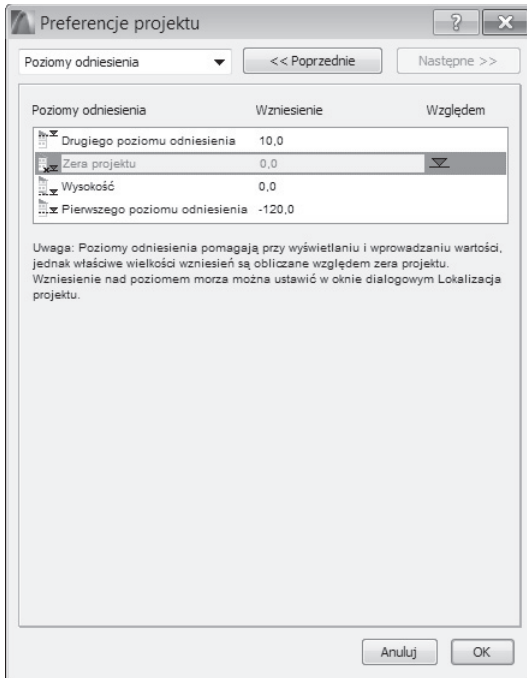 Preferencje projektu
Poziomy odniesienia << Poprzednie Następne >>
Poziomy odniesienia Wzniesienie Względem
Drugiego poziomu odniesienia 10,0
Zera projektu 0,0
Wysokość 0,0
Pierwszego poziomu odniesienia -120,0
Uwaga: Poziomy odniesienia pomagają przy wyświetlaniu i wprowadzaniu wartości,
jednak właściwe wielkości wzniesień są obliczane względem zera projektu.
Wzniesienie nad poziomem morza można ustawić w oknie dialogowym Lokalizacja
projektu.
Anuluj OK